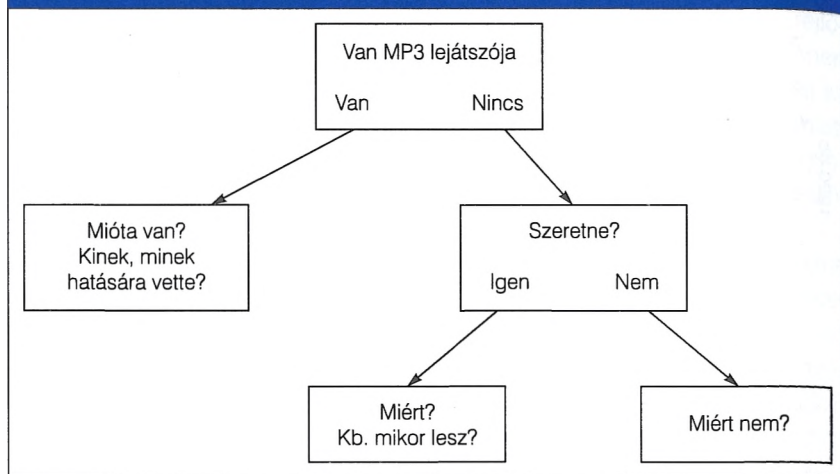 Van MP3 lejátszója
Van Nincs
Mióta van?
Kinek, minek
hatására vette?
Szeretne?
Igen Nem
Miért?
Kb. mikor lesz?
Miért nem?